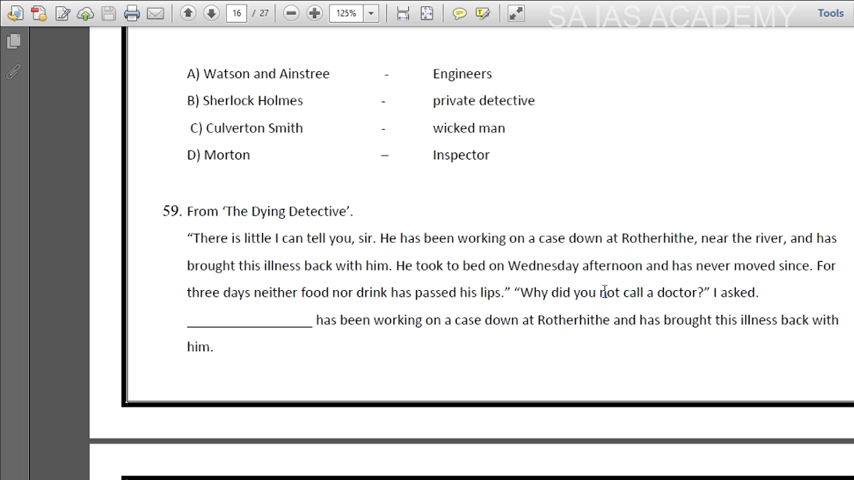 16 / 27
125%
SA IAS ACADEMY
Tools
A) Watson and Ainstree - Engineers
B) Sherlock Holmes - private detective
C) Culverton Smith - wicked man
D) Morton – Inspector
59. From ‘The Dying Detective’.
“There is little I can tell you, sir. He has been working on a case down at Rotherhithe, near the river, and has
brought this illness back with him. He took to bed on Wednesday afternoon and has never moved since. For
three days neither food nor drink has passed his lips.” “Why did you not call a doctor?” I asked.
___________________ has been working on a case down at Rotherhithe and has brought this illness back with
him.